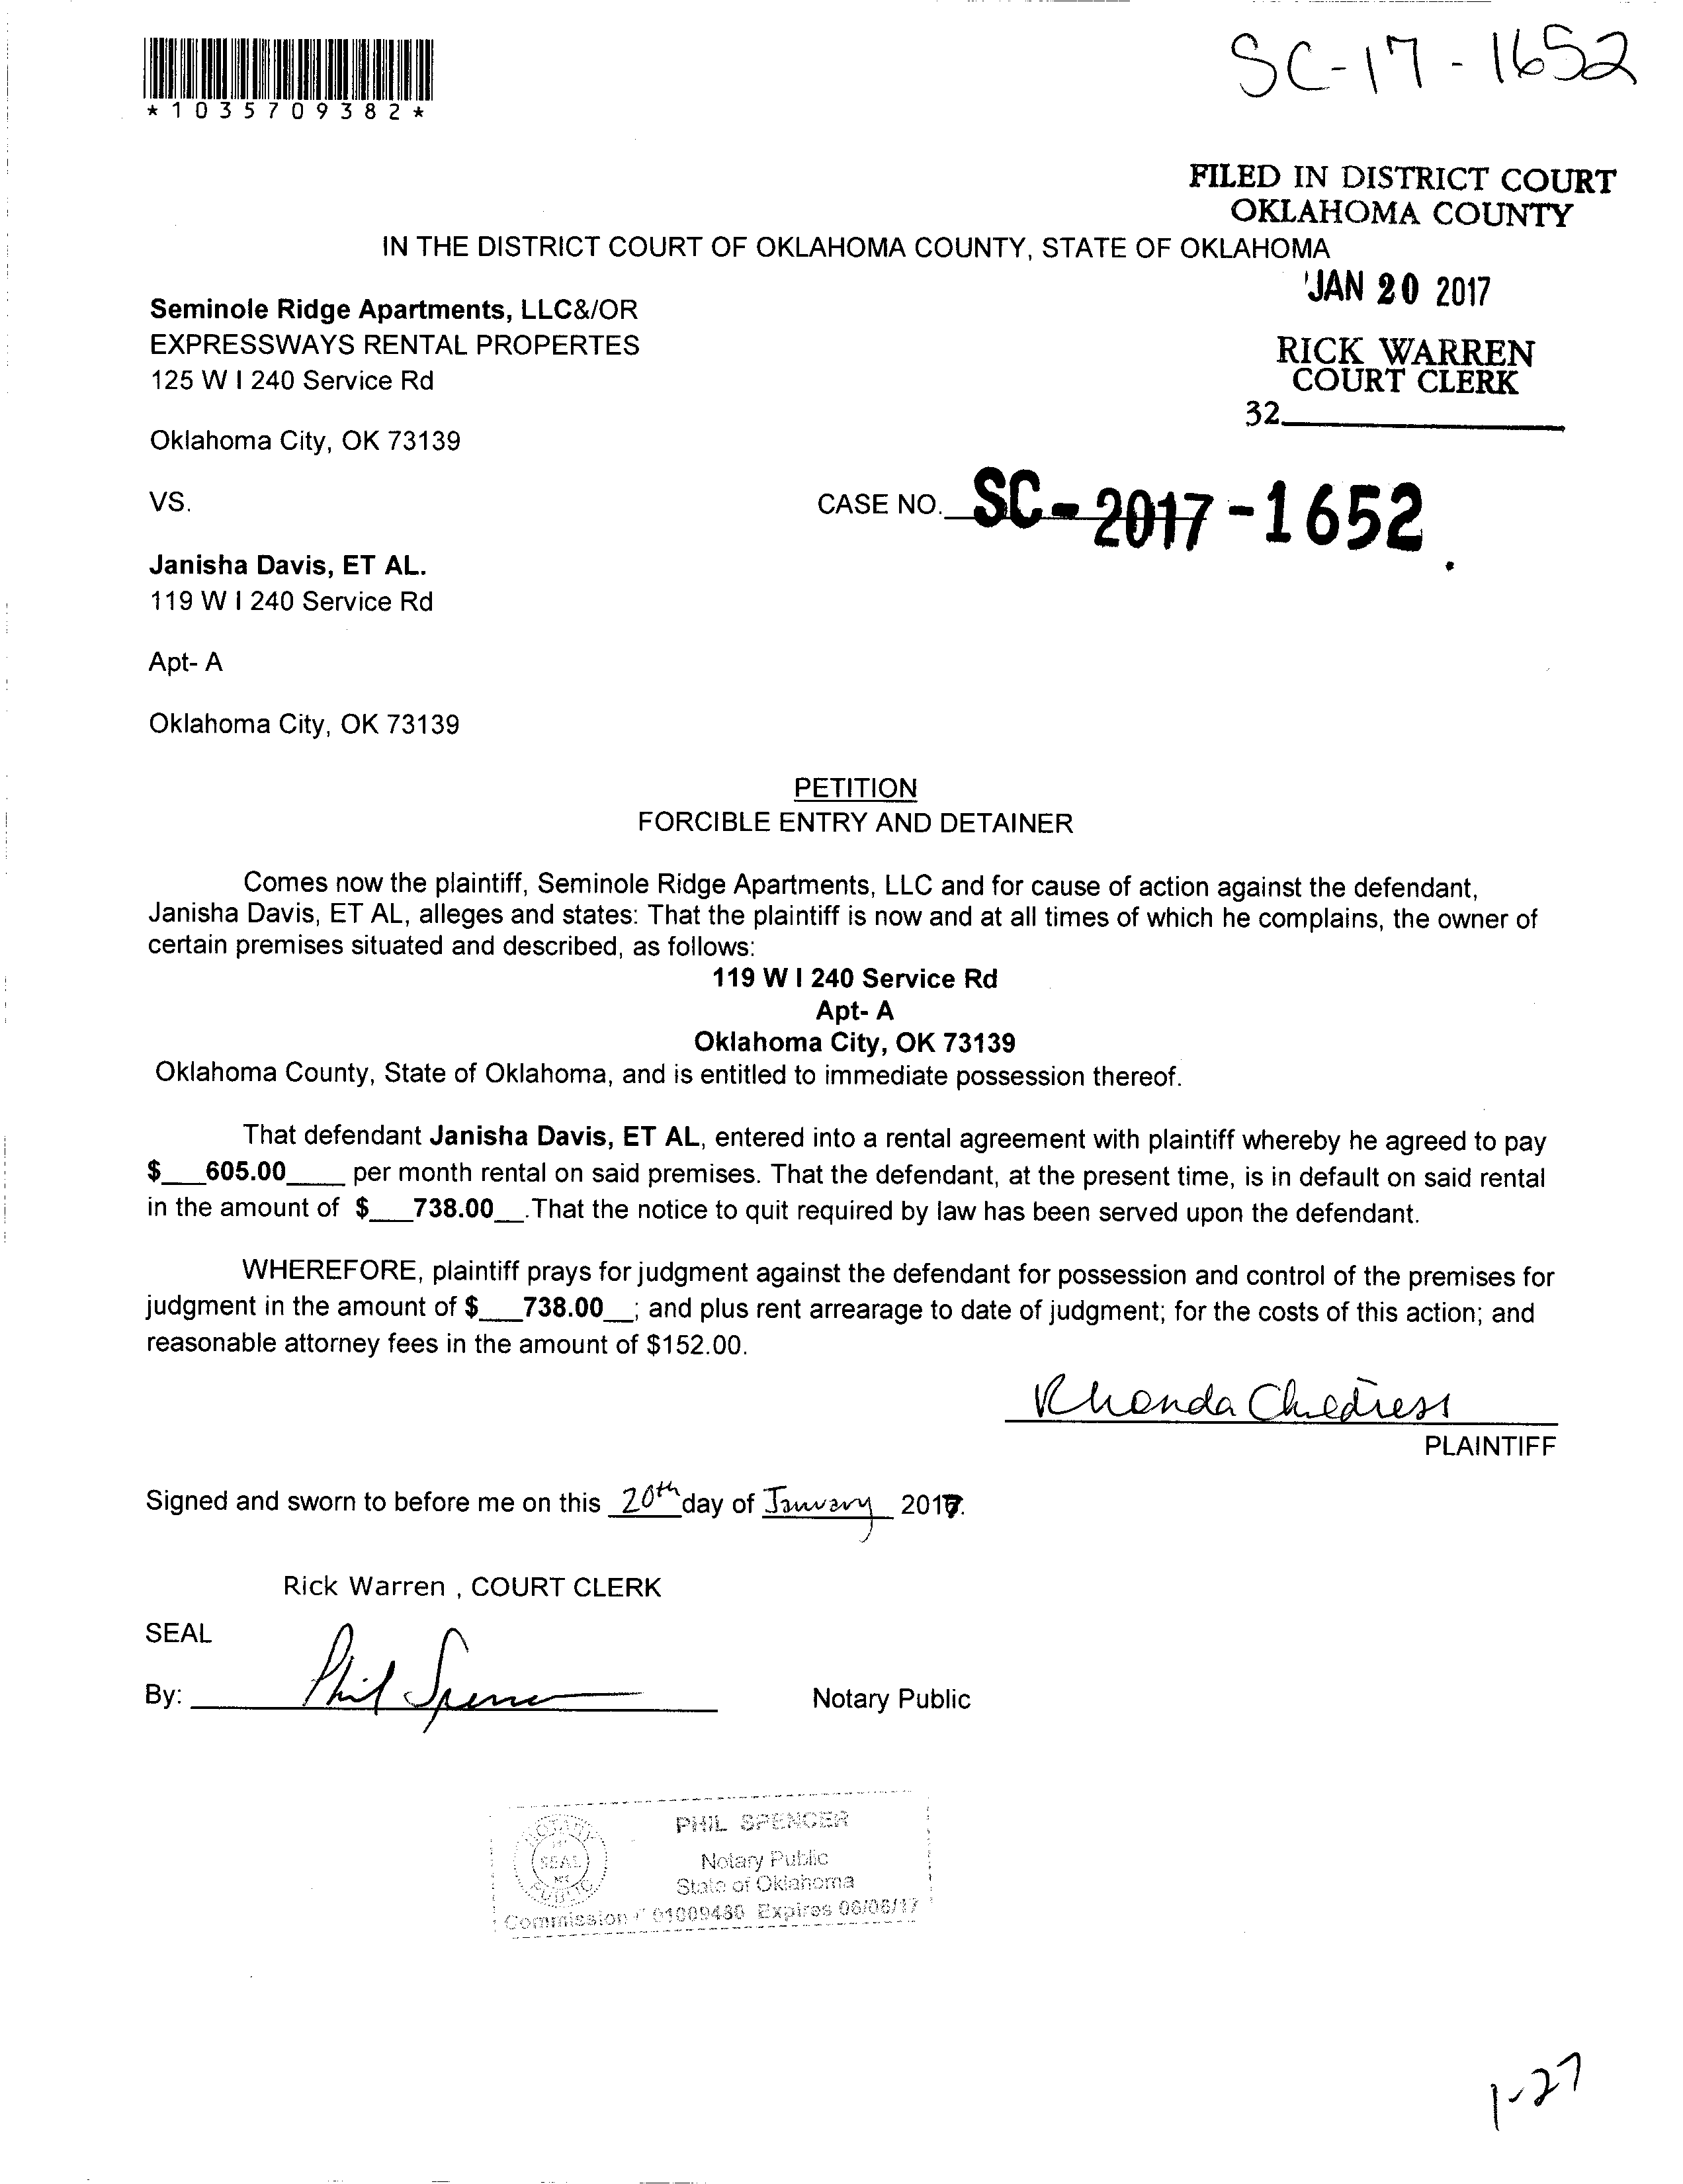 SC-17-1652
*1035709382*
FILED IN DISTRICT COURT
OKLAHOMA COUNTY
IN THE DISTRICT COURT OF OKLAHOMA COUNTY, STATE OF OKLAHOMA
JAN 20 2017
Seminole Ridge Apartments, LLC&/OR
EXPRESSWAYS RENTAL PROPERTES
125 W I 240 Service Rd
RICK WARREN
COURT CLERK
32
Oklahoma City, OK 73139
VS.
CASE NO. SC-2017-1652
Janisha Davis, ET AL.
119 W I 240 Service Rd
Apt- A
Oklahoma City, OK 73139
PETITION
FORCIBLE ENTRY AND DETAINER
Comes now the plaintiff, Seminole Ridge Apartments, LLC and for cause of action against the defendant,
Janisha Davis, ET AL, alleges and states: That the plaintiff is now and at all times of which he complains, the owner of
certain premises situated and described, as follows:
119 W I 240 Service Rd
Apt- A
Oklahoma City, OK 73139
Oklahoma County, State of Oklahoma, and is entitled to immediate possession thereof.
That defendant Janisha Davis, ET AL, entered into a rental agreement with plaintiff whereby he agreed to pay
$___605.00____ per month rental on said premises. That the defendant, at the present time, is in default on said rental
in the amount of $___738.00__.That the notice to quit required by law has been served upon the defendant.
WHEREFORE, plaintiff prays for judgment against the defendant for possession and control of the premises for
judgment in the amount of $___738.00__; and plus rent arrearage to date of judgment; for the costs of this action; and
reasonable attorney fees in the amount of $152.00.
Rhonda Childress
PLAINTIFF
Signed and sworn to before me on this 20th day of January 2017.
Rick Warren , COURT CLERK
SEAL
By: Phil Spencer
Notary Public
PHIL SPENCER
NOTARY
SEAL
PUBLIC
Notary Public
State of Oklahoma
Commission # 01009480 Expires 06/06/17
1-27